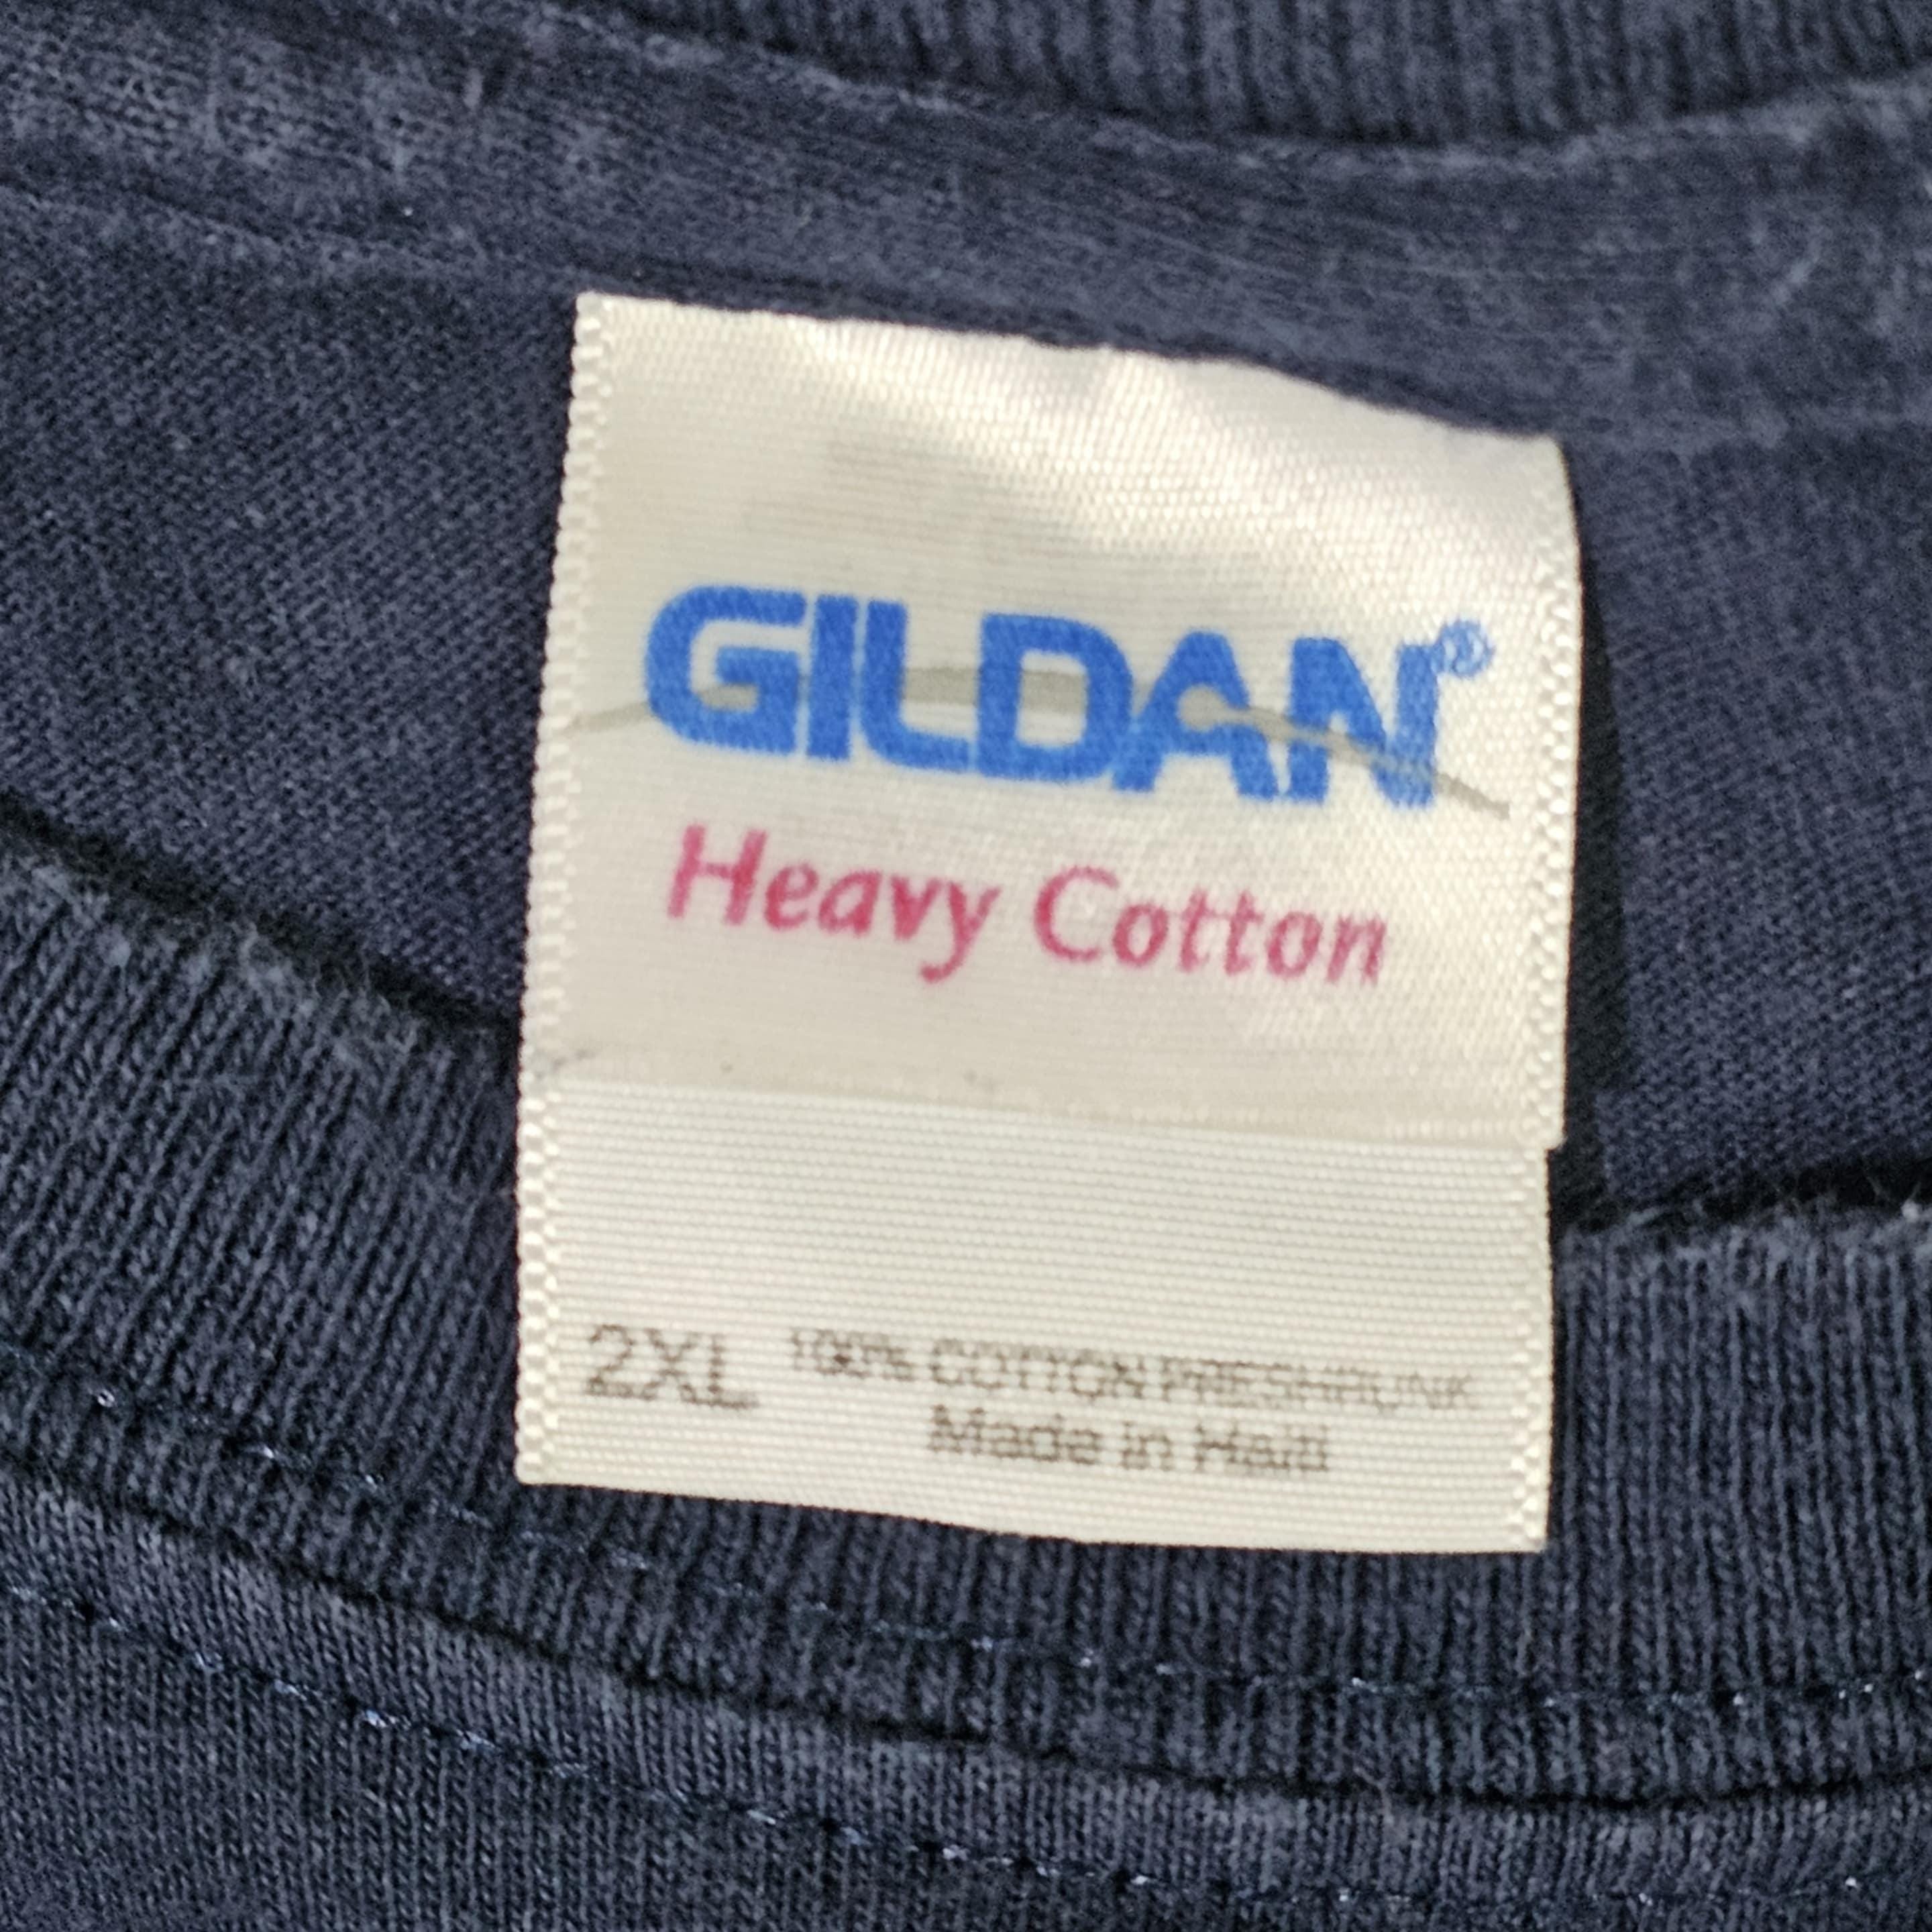 GILDAN®
Heavy Cotton
2XL 100% COTTON PRESHRUNK
Made in Haiti